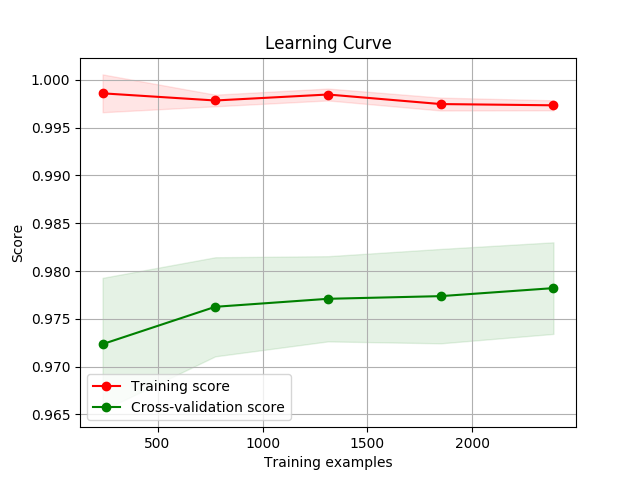 Learning Curve
1.000
0.995
0.990
0.985
0.980
0.975
0.970
0.965
Score
Training score
Cross-validation score
500
1000
1500
2000
Training examples